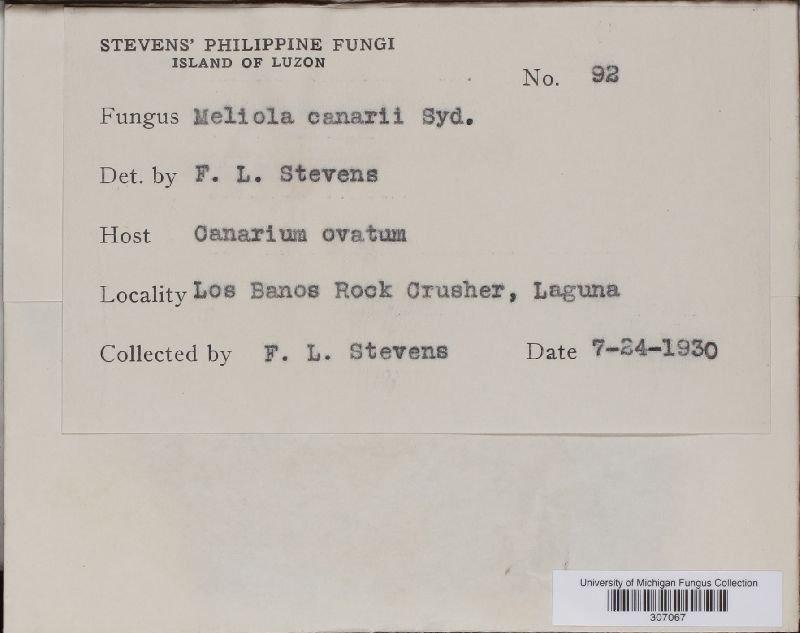 STEVENS' PHILIPPINE FUNGI
ISLAND OF LUZON
No. 92
Fungus Meliola canarii Syd.
Det. by F. L. Stevens
Host Canarium ovatum
Locality Los Banos Rock Crusher, Laguna
Collected by F. L. Stevens Date 7-24-1930
University of Michigan Fungus Collection
307067